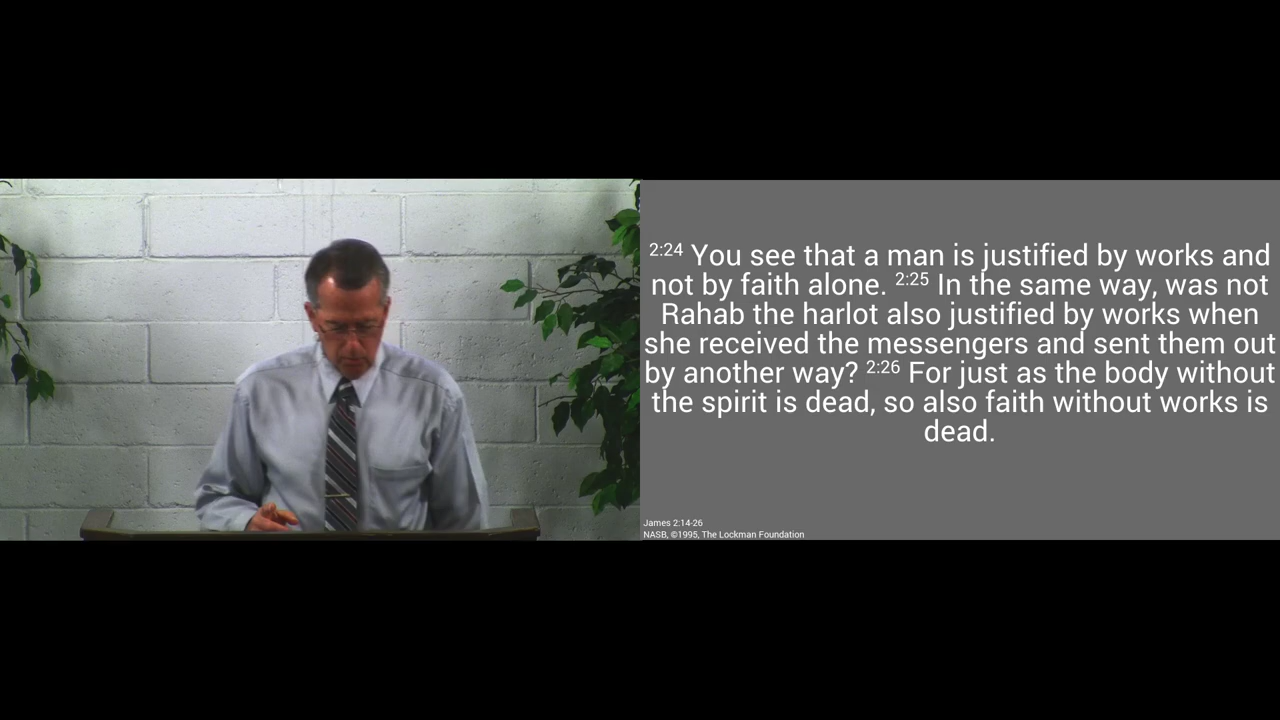 2:24 You see that a man is justified by works and
not by faith alone. 2:25 In the same way, was not
Rahab the harlot also justified by works when
she received the messengers and sent them out
by another way? 2:26 For just as the body without
the spirit is dead, so also faith without works is
dead.
James 2:14-26
NASB, ©1995, The Lockman Foundation